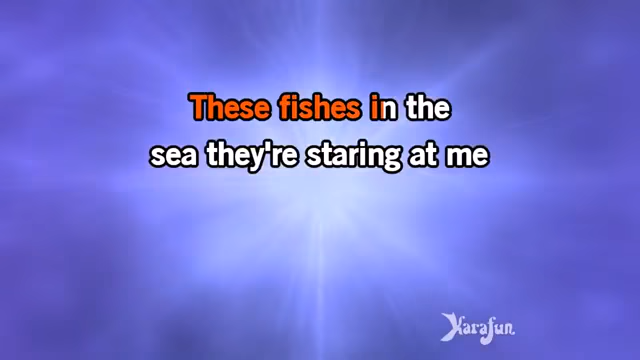 These fishes in the
sea they're staring at me
Karafun